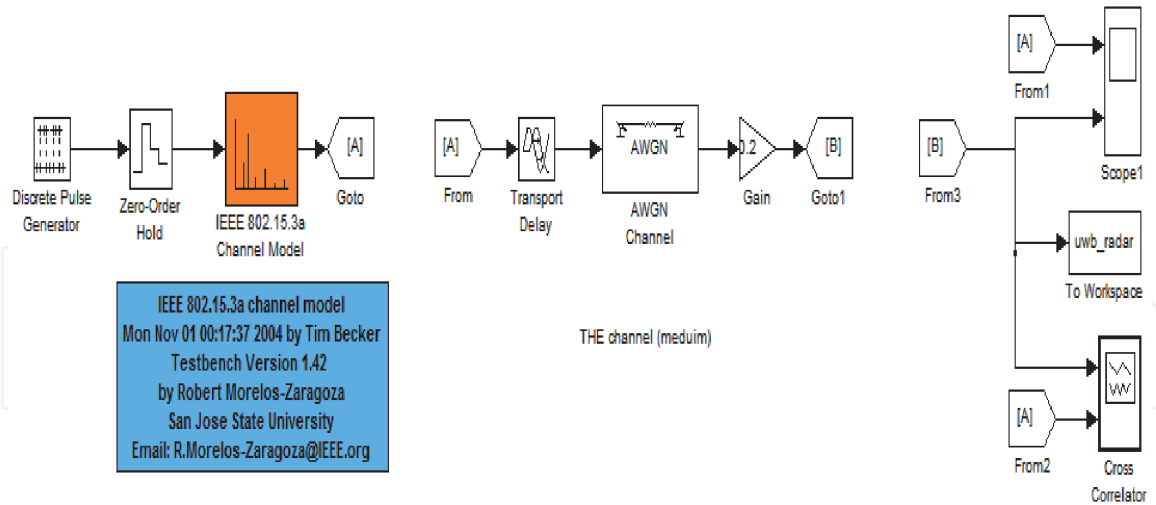 [A]
From1
Scope1
Discrete Pulse
Generator
Zero-Order
Hold
IEEE 802.15.3a
Channel Model
[A]
Goto
[A]
From
Transport
Delay
AWGN
AWGN
Channel
0.2
Gain
[B]
Goto1
[B]
From3
uwb_radar
To Workspace
IEEE 802.15.3a channel model
Mon Nov 01 00:17:37 2004 by Tim Becker
Testbench Version 1.42
by Robert Morelos-Zaragoza
San Jose State University
Email: R.Morelos-Zaragoza@IEEE.org
THE channel (meduim)
[A]
From2
Cross
Correlator